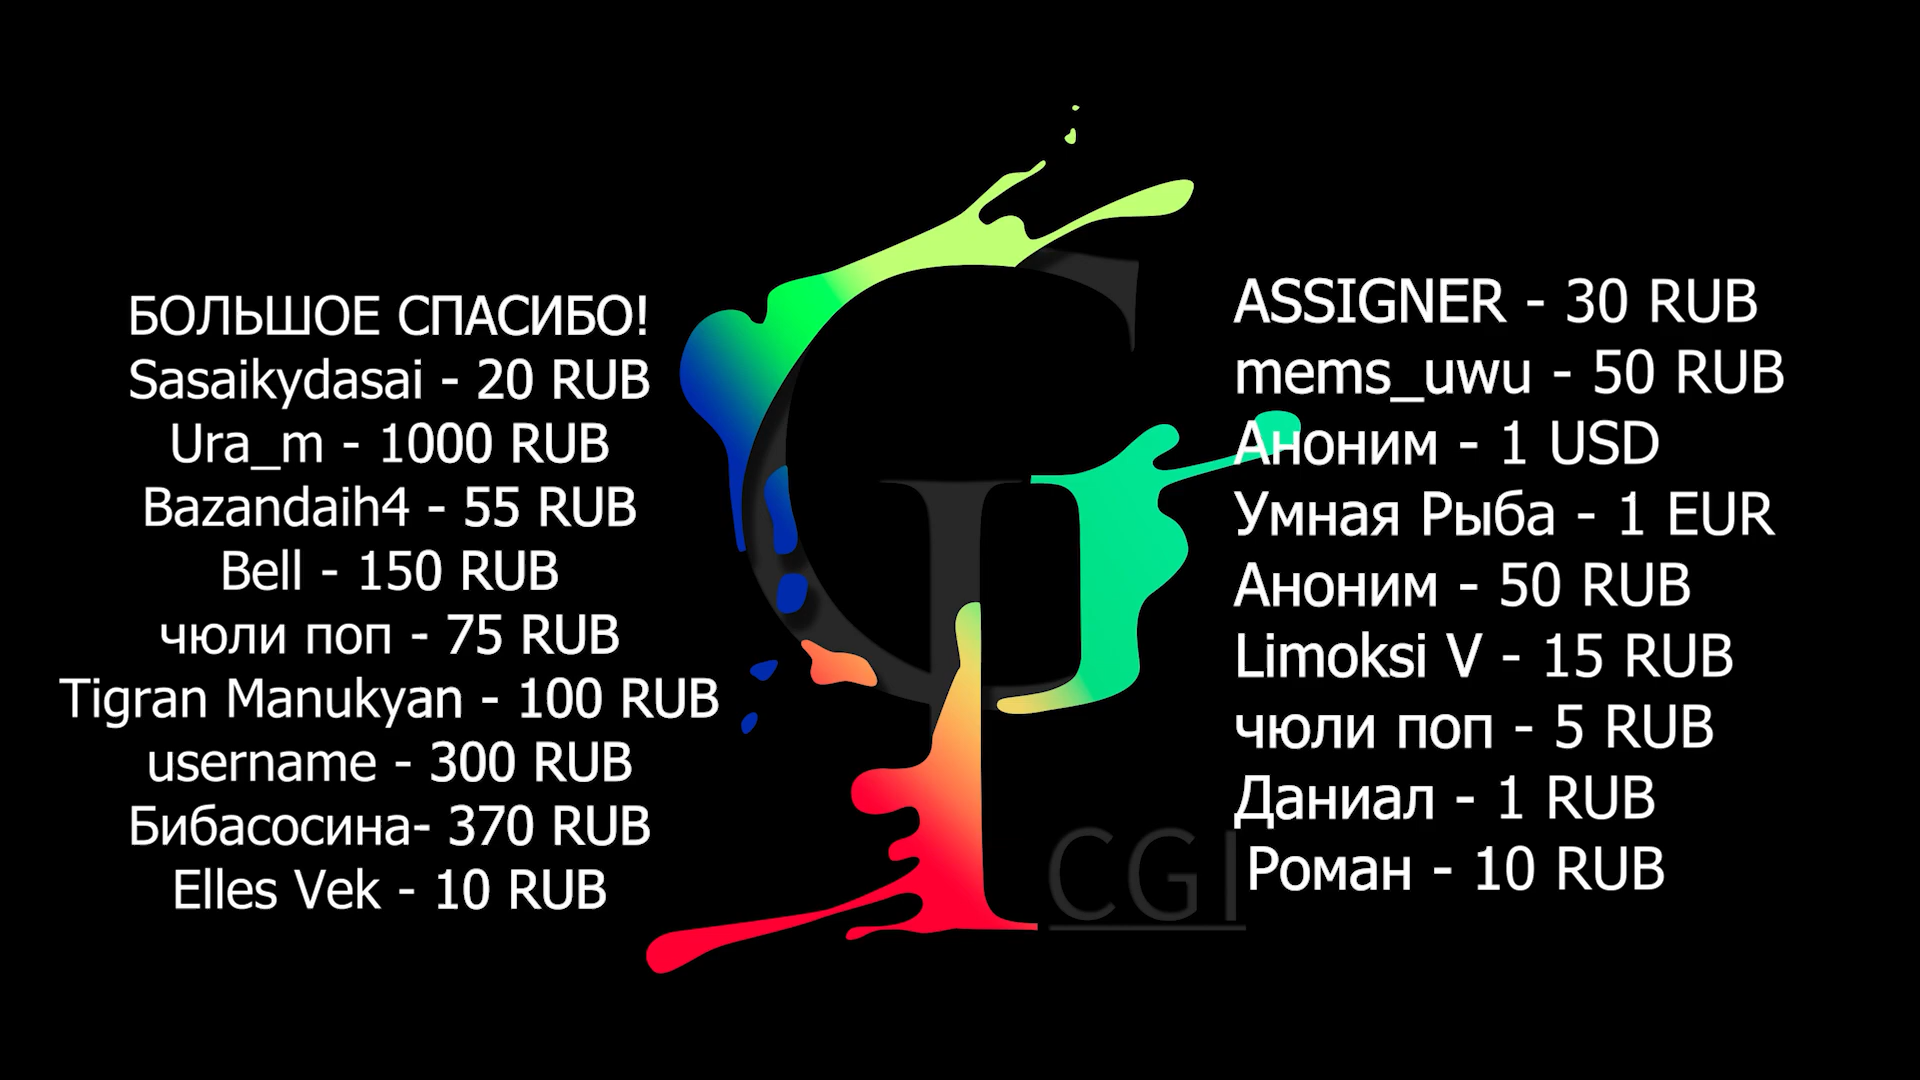 БОЛЬШОЕ СПАСИБО!
Sasaikydasai - 20 RUB
Ura_m - 1000 RUB
Bazandaih4 - 55 RUB
Bell - 150 RUB
чюли поп - 75 RUB
Tigran Manukyan - 100 RUB
username - 300 RUB
Бибасосина- 370 RUB
Elles Vek - 10 RUB
ASSIGNER - 30 RUB
mems_uwu - 50 RUB
Аноним - 1 USD
Умная Рыба - 1 EUR
Аноним - 50 RUB
Limoksi V - 15 RUB
чюли поп - 5 RUB
Даниал - 1 RUB
Роман - 10 RUB
CGI